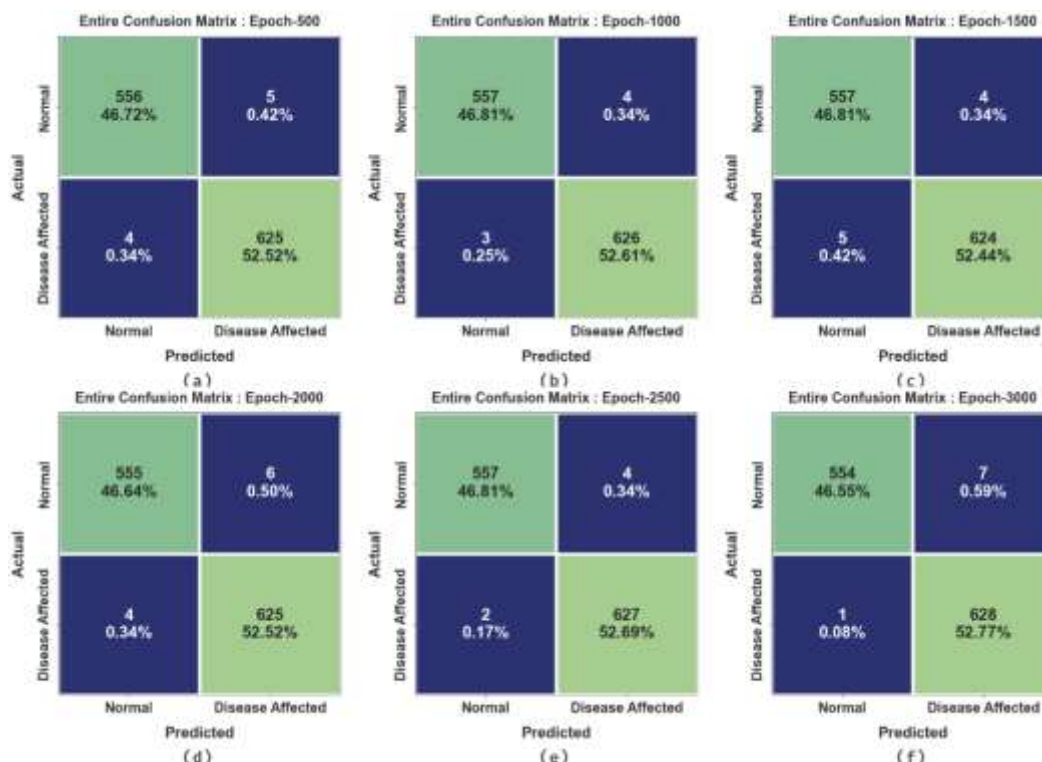 Entire Confusion Matrix : Epoch-500
Normal
Disease Affected
Actual
556
46.72%
5
0.42%
4
0.34%
625
52.52%
Normal
Disease Affected
Predicted
(a)
Entire Confusion Matrix : Epoch-1000
Normal
Disease Affected
Actual
557
46.81%
4
0.34%
3
0.25%
626
52.61%
Normal
Disease Affected
Predicted
(b)
Entire Confusion Matrix : Epoch-1500
Normal
Disease Affected
Actual
557
46.81%
4
0.34%
5
0.42%
624
52.44%
Normal
Disease Affected
Predicted
(c)
Entire Confusion Matrix : Epoch-2000
Normal
Disease Affected
Actual
555
46.64%
6
0.50%
4
0.34%
625
52.52%
Normal
Disease Affected
Predicted
(d)
Entire Confusion Matrix : Epoch-2500
Normal
Disease Affected
Actual
557
46.81%
4
0.34%
2
0.17%
627
52.69%
Normal
Disease Affected
Predicted
(e)
Entire Confusion Matrix : Epoch-3000
Normal
Disease Affected
Actual
554
46.55%
7
0.59%
1
0.08%
628
52.77%
Normal
Disease Affected
Predicted
(f)